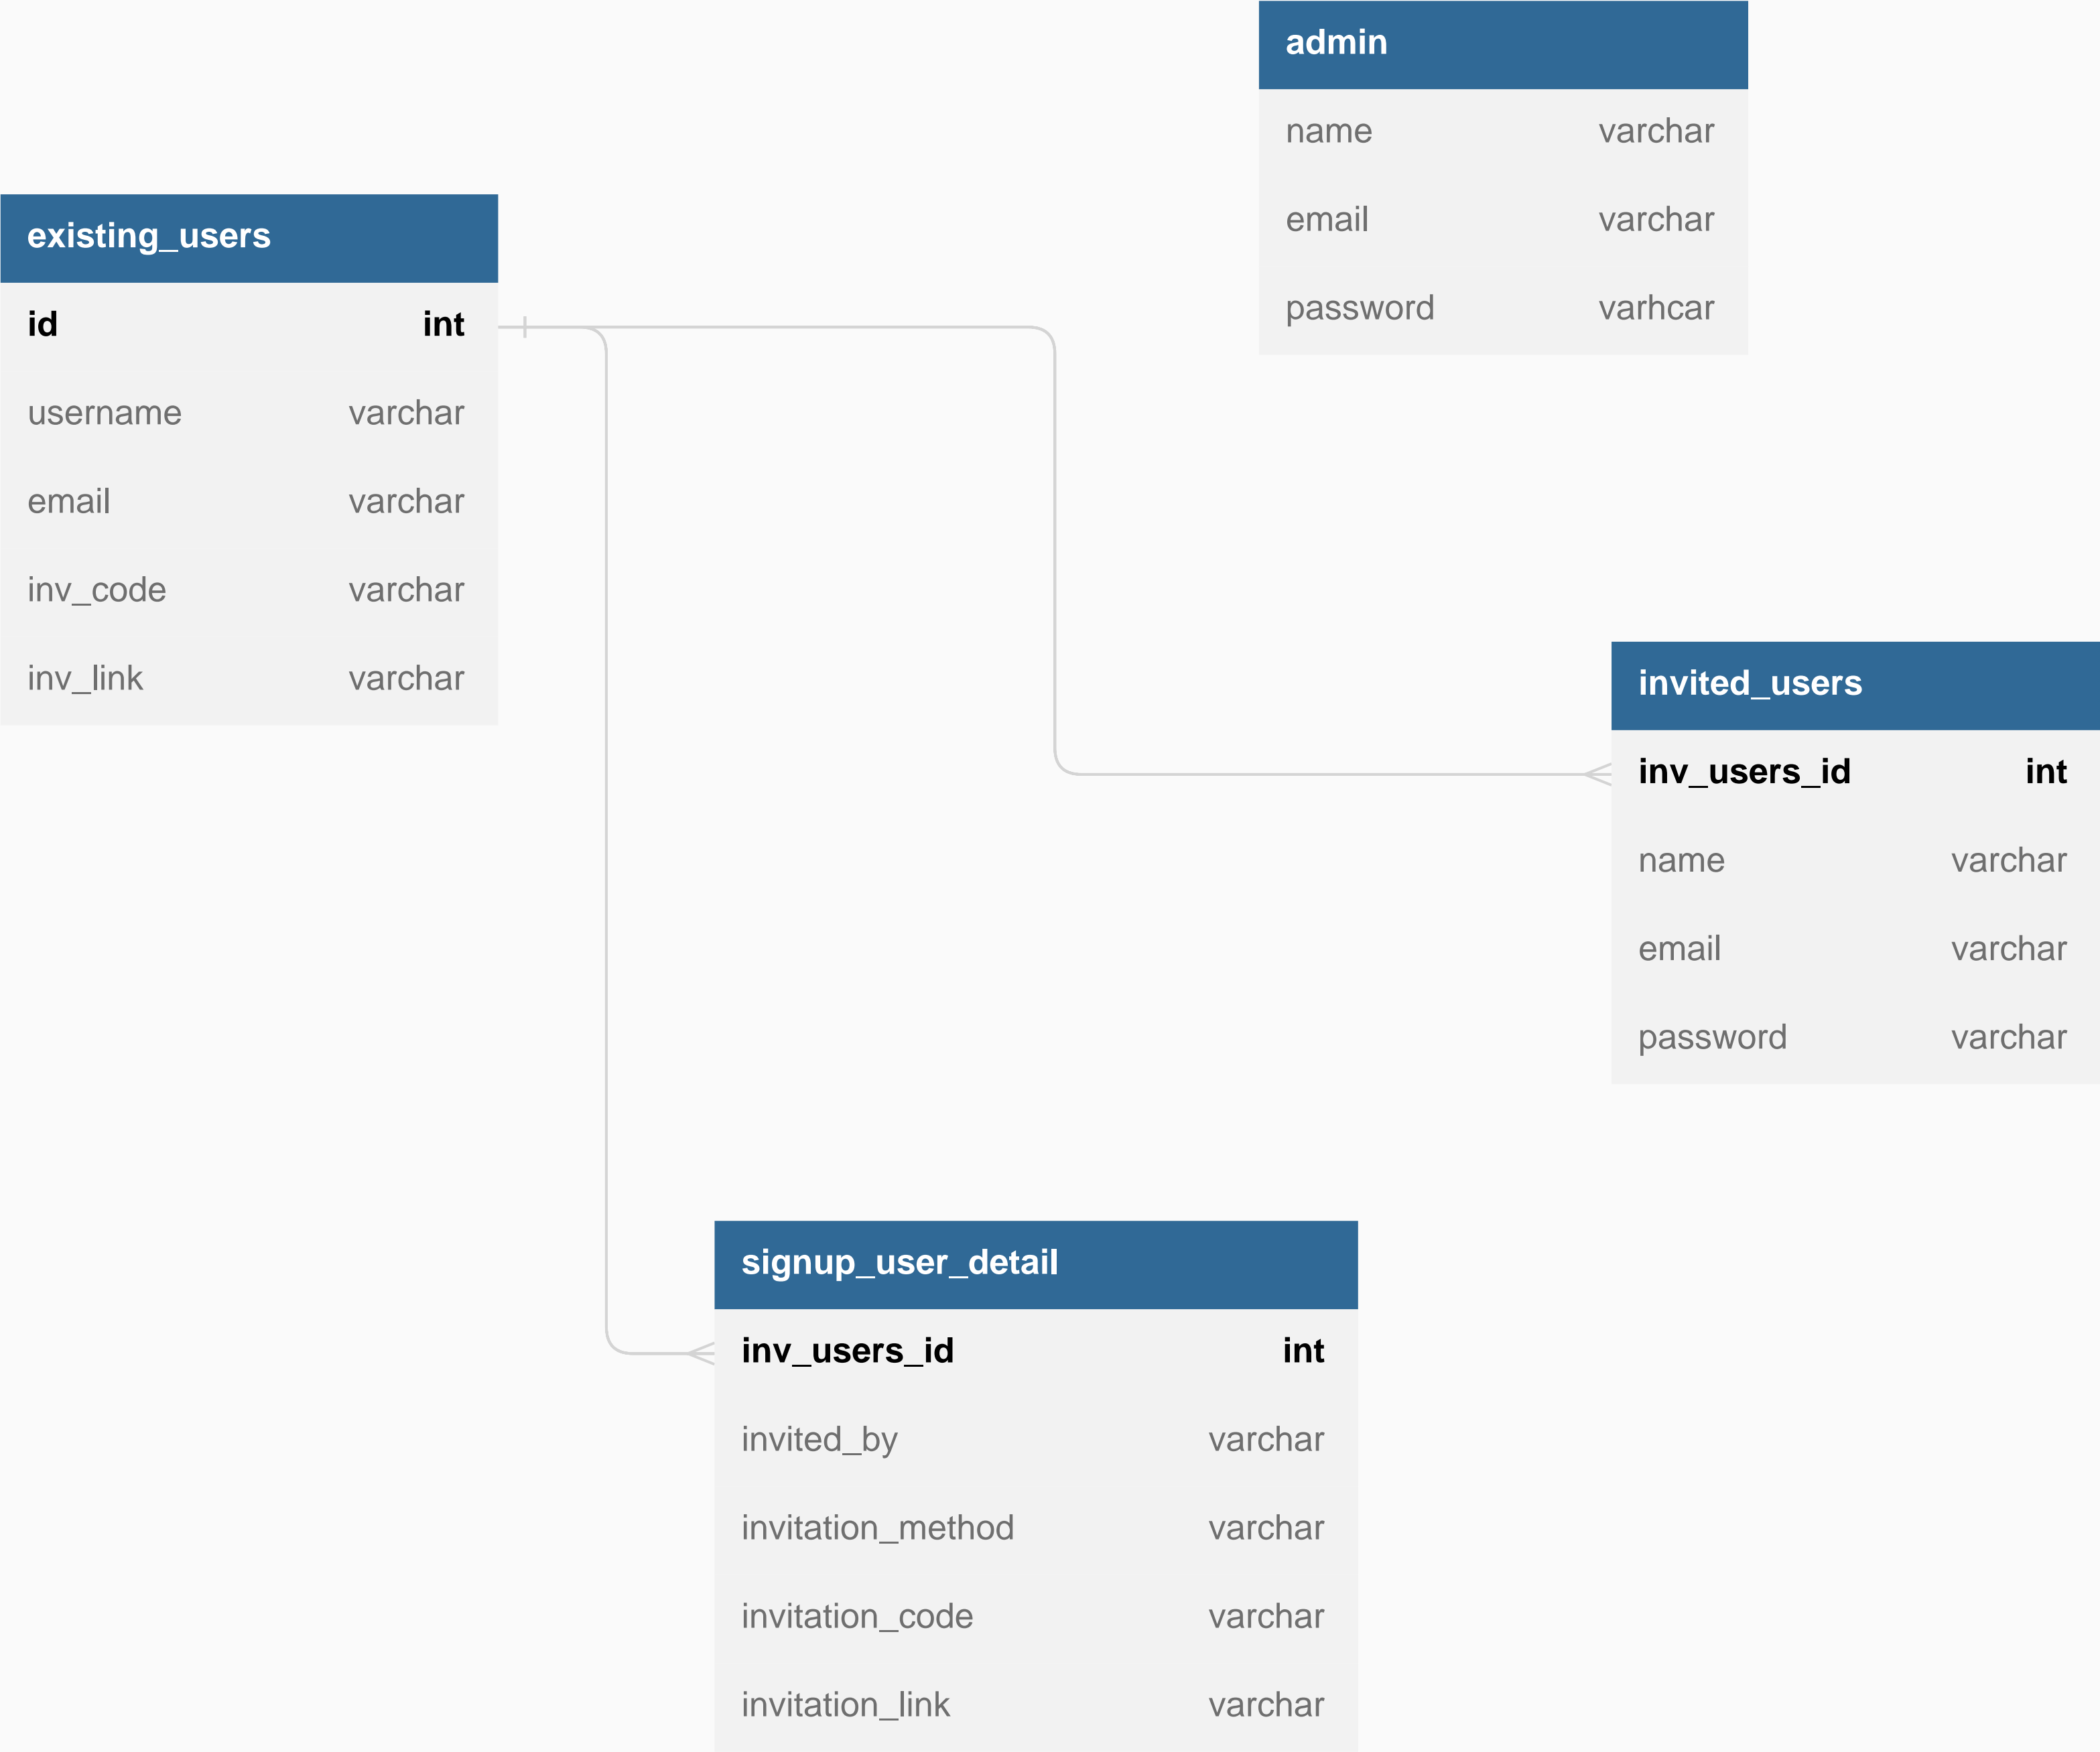 admin
name varchar
email varchar
password varhcar
existing_users
id int
username varchar
email varchar
inv_code varchar
inv_link varchar
invited_users
inv_users_id int
name varchar
email varchar
password varchar
signup_user_detail
inv_users_id int
invited_by varchar
invitation_method varchar
invitation_code varchar
invitation_link varchar